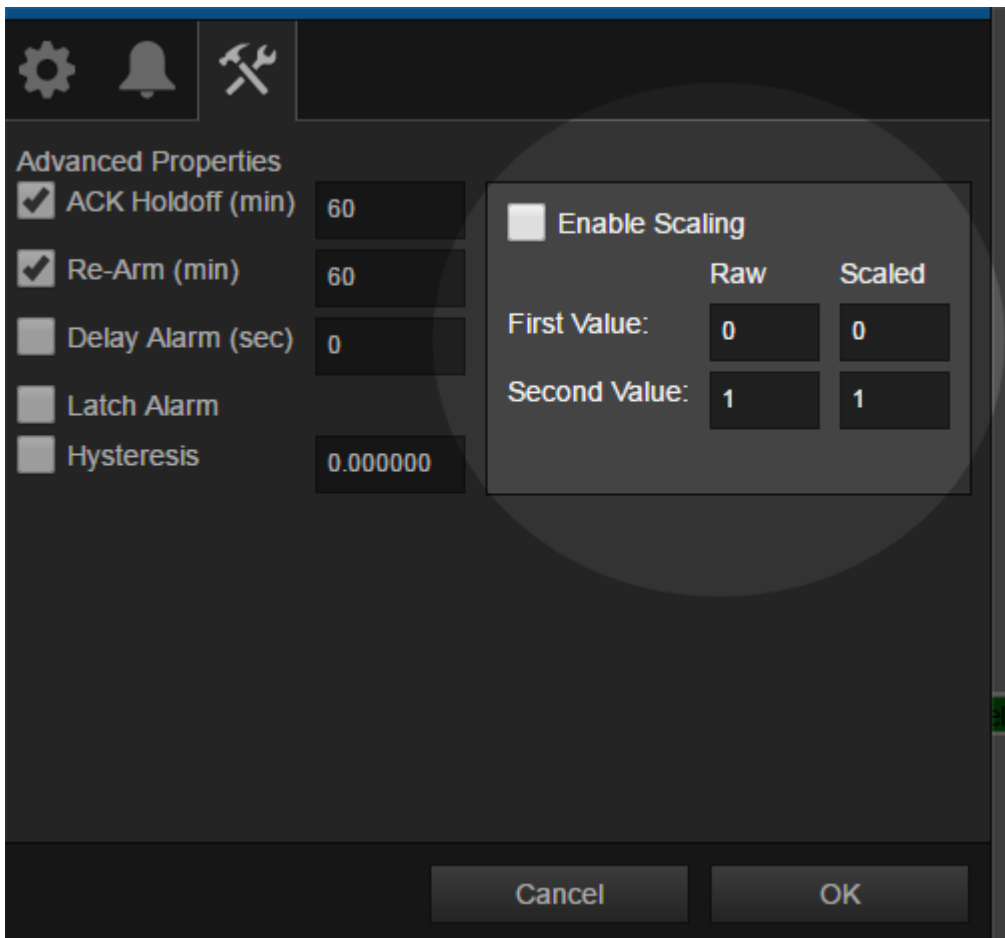 Advanced Properties
ACK Holdoff (min) 60
Re-Arm (min) 60
Delay Alarm (sec) 0
Latch Alarm
Hysteresis 0.000000
Enable Scaling
Raw Scaled
First Value: 0 0
Second Value: 1 1
Cancel OK